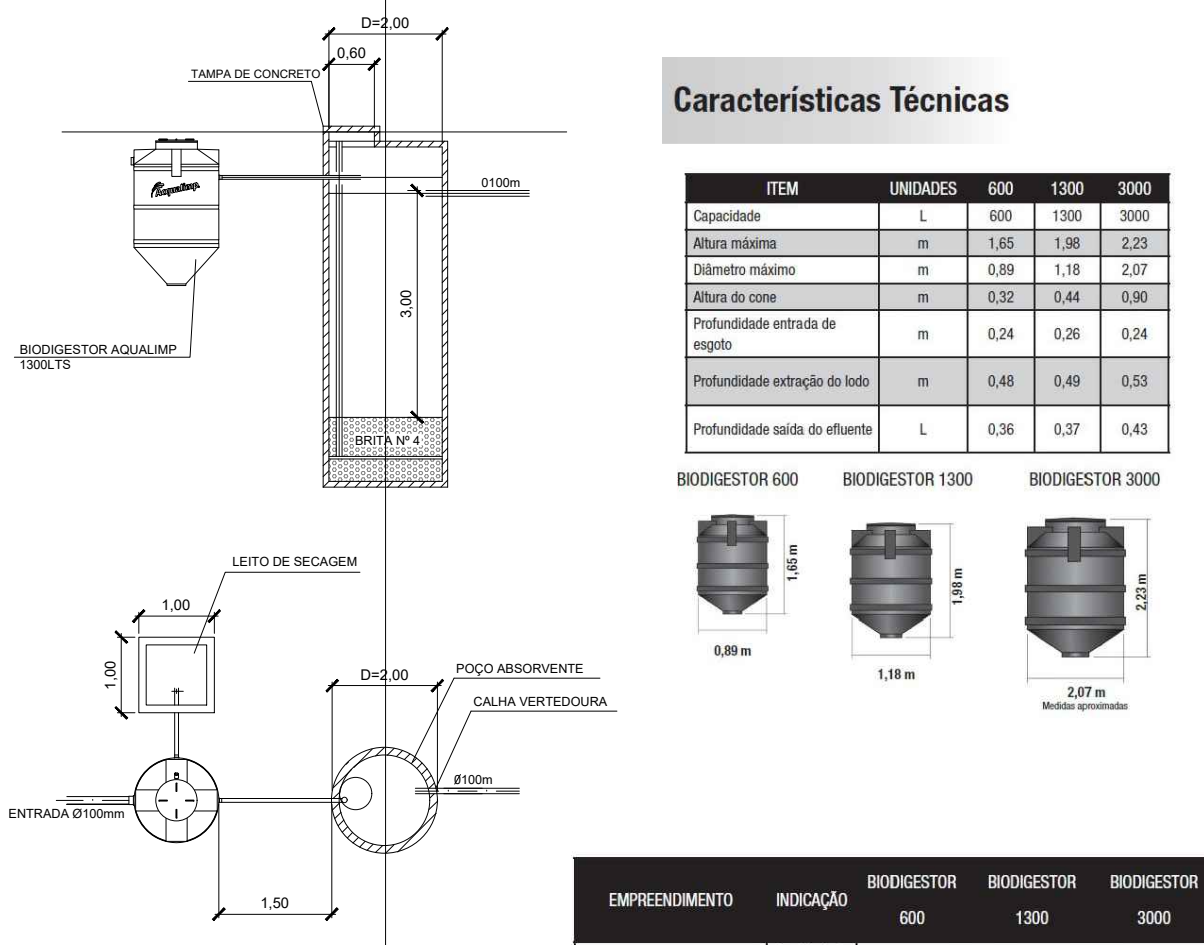 D=2,00
0,60
TAMPA DE CONCRETO
Aqualimp
0100m
3,00
BIODIGESTOR AQUALIMP
1300LTS
BRITA Nº 4
LEITO DE SECAGEM
1,00
1,00
D=2,00
POÇO ABSORVENTE
CALHA VERTEDOURA
Ø100m
ENTRADA Ø100mm
1,50
Características Técnicas
ITEM UNIDADES 600 1300 3000
Capacidade L 600 1300 3000
Altura máxima m 1,65 1,98 2,23
Diâmetro máximo m 0,89 1,18 2,07
Altura do cone m 0,32 0,44 0,90
Profundidade entrada de
esgoto m 0,24 0,26 0,24
Profundidade extração do lodo m 0,48 0,49 0,53
Profundidade saída do efluente L 0,36 0,37 0,43
BIODIGESTOR 600 BIODIGESTOR 1300 BIODIGESTOR 3000
1,65 m
1,98 m
2,23 m
0,89 m
1,18 m
2,07 m
Medidas aproximadas
EMPREENDIMENTO INDICAÇÃO BIODIGESTOR BIODIGESTOR BIODIGESTOR
600 1300 3000